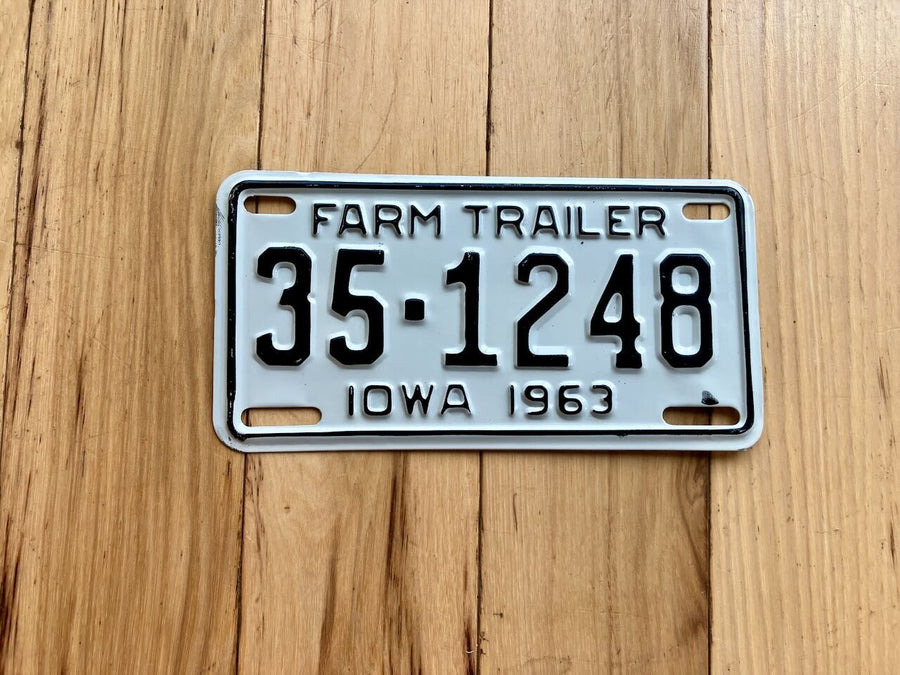 FARM TRAILER
35·1248
IOWA 1963